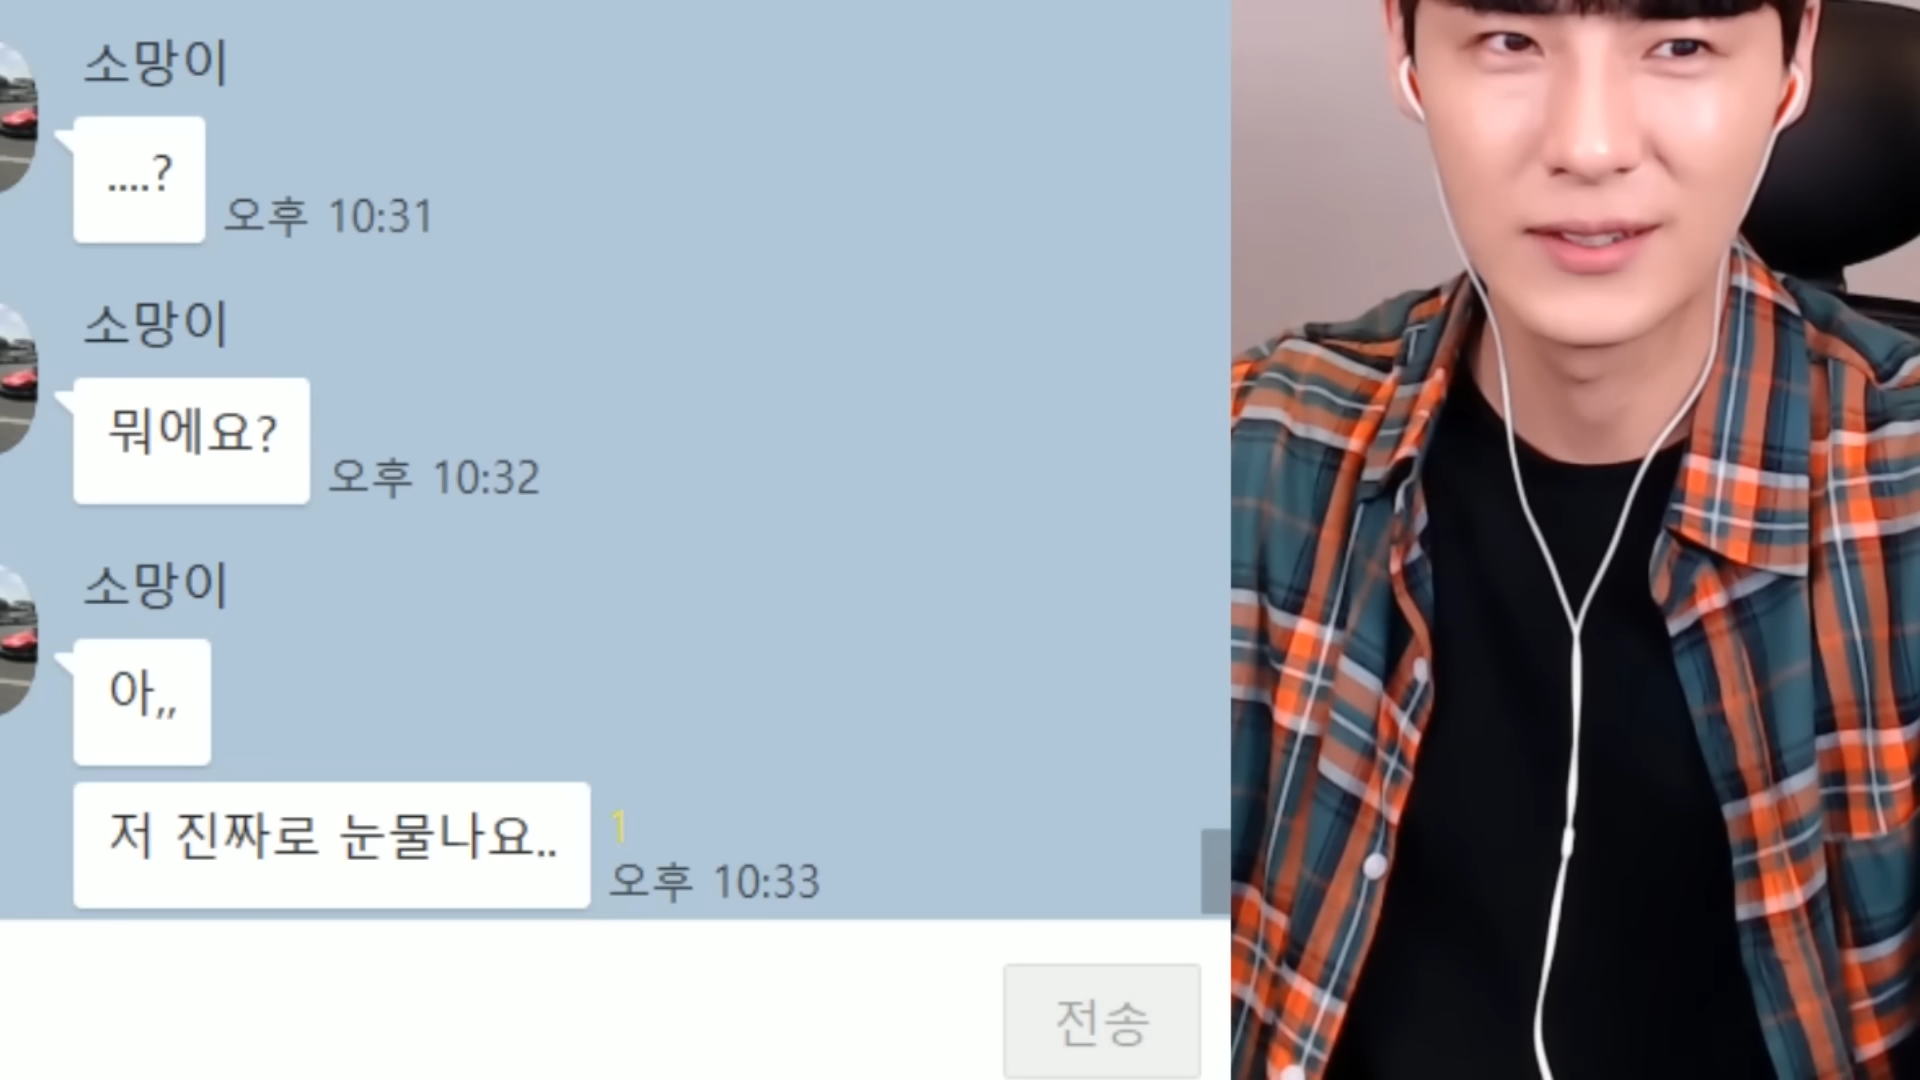 소망이
....?
오후 10:31
소망이
뭐에요?
오후 10:32
소망이
아,,
저 진짜로 눈물나요..
1
오후 10:33
전송